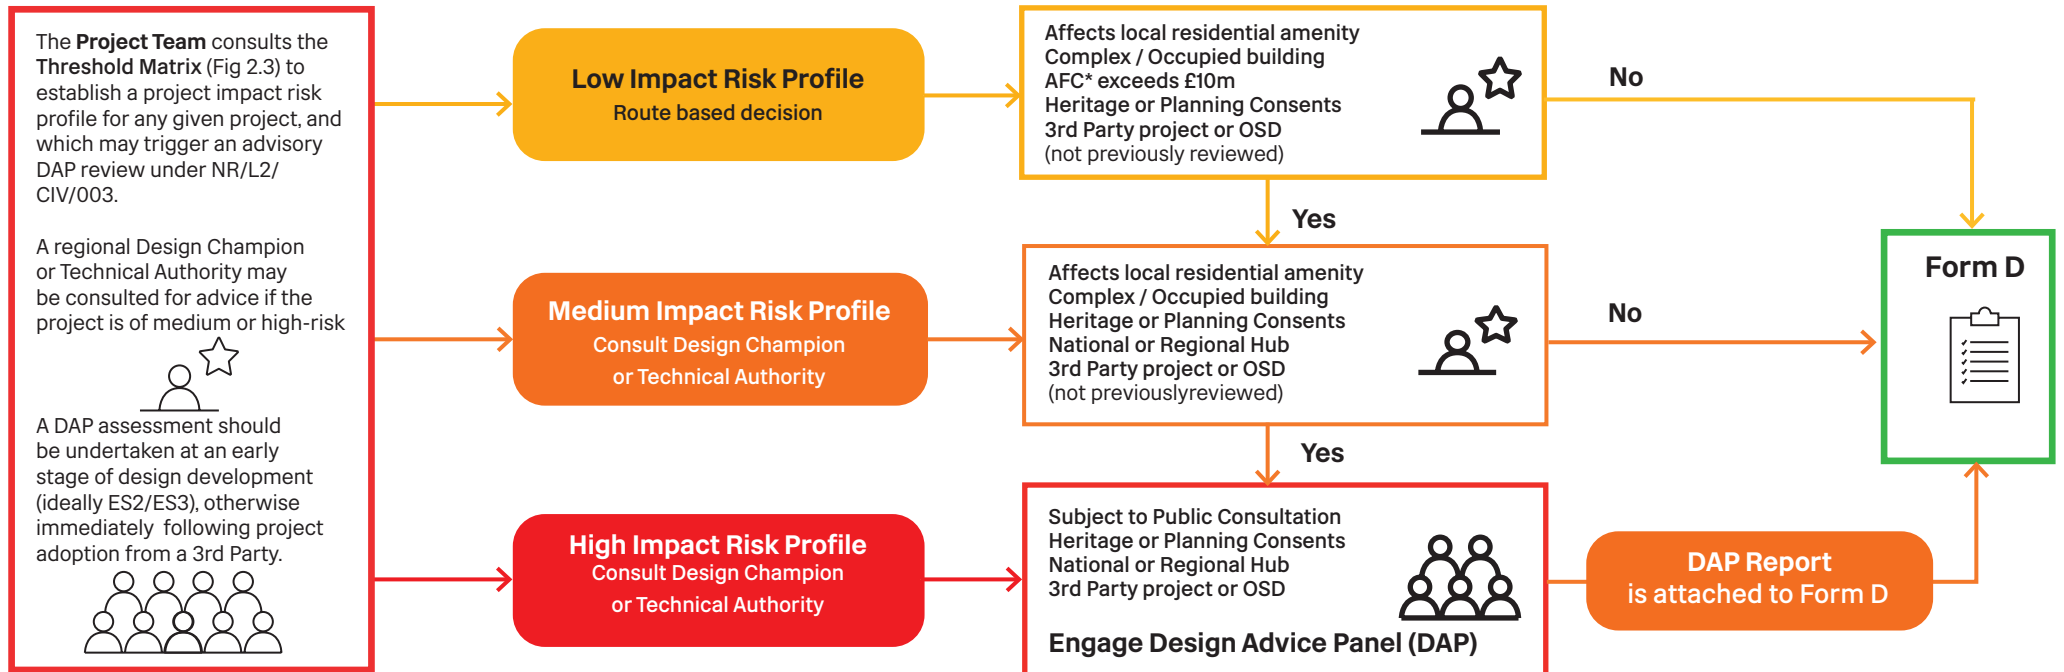 The Project Team consults the
Threshold Matrix (Fig 2.3) to
establish a project impact risk
profile for any given project, and
which may trigger an advisory
DAP review under NR/L2/
CIV/003.
A regional Design Champion
or Technical Authority may
be consulted for advice if the
project is of medium or high-risk
A DAP assessment should
be undertaken at an early
stage of design development
(ideally ES2/ES3), otherwise
immediately following project
adoption from a 3rd Party.
Low Impact Risk Profile
Route based decision
Affects local residential amenity
Complex / Occupied building
AFC* exceeds £10m
Heritage or Planning Consents
3rd Party project or OSD
(not previously reviewed)
No
Yes
Medium Impact Risk Profile
Consult Design Champion
or Technical Authority
Affects local residential amenity
Complex / Occupied building
Heritage or Planning Consents
National or Regional Hub
3rd Party project or OSD
(not previouslyreviewed)
No
Yes
High Impact Risk Profile
Consult Design Champion
or Technical Authority
Subject to Public Consultation
Heritage or Planning Consents
National or Regional Hub
3rd Party project or OSD
Engage Design Advice Panel (DAP)
DAP Report
is attached to Form D
Form D